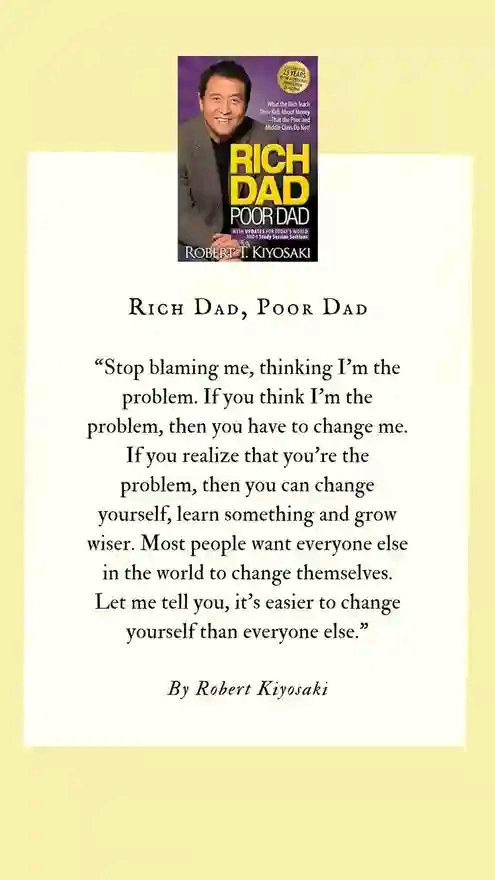 25 YEARS
What the Rich Teach
Their Kids About Money
—That the Poor and
Middle Class Do Not!
RICH
DAD
POOR DAD
WITH UPDATES FOR TODAY'S WORLD
AND 9 Study Session Sections
ROBERT T. KIYOSAKI
RICH DAD, POOR DAD
“Stop blaming me, thinking I’m the
problem. If you think I’m the
problem, then you have to change me.
If you realize that you’re the
problem, then you can change
yourself, learn something and grow
wiser. Most people want everyone else
in the world to change themselves.
Let me tell you, it’s easier to change
yourself than everyone else.”
By Robert Kiyosaki